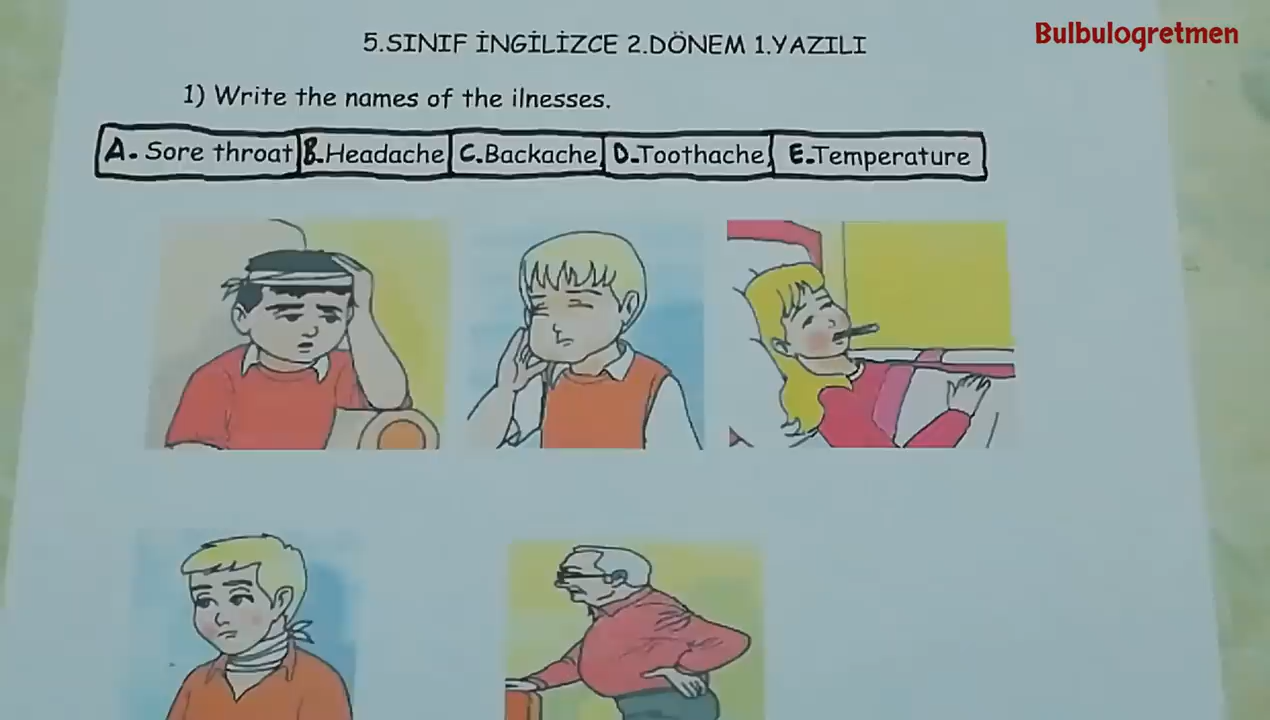 Bulbulogretmen
5.SINIF İNGİLİZCE 2.DÖNEM 1.YAZILI
1) Write the names of the ilnesses.
A. Sore throat B.Headache C.Backache, D.Toothache, E.Temperature